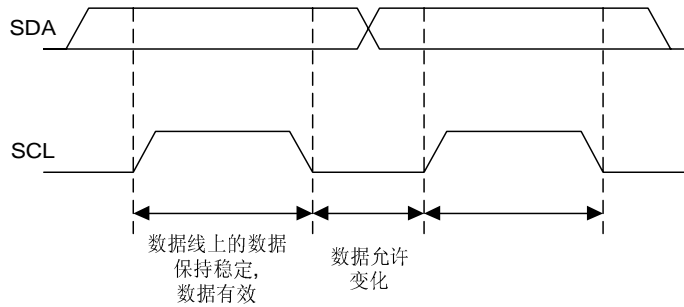 SDA
SCL
数据线上的数据
保持稳定,
数据有效
数据允许
变化